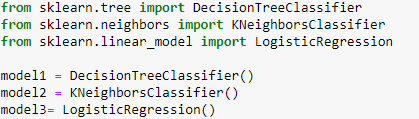 from sklearn.tree import DecisionTreeClassifier
from sklearn.neighbors import KNeighborsClassifier
from sklearn.linear_model import LogisticRegression
model1 = DecisionTreeClassifier()
model2 = KNeighborsClassifier()
model3= LogisticRegression()